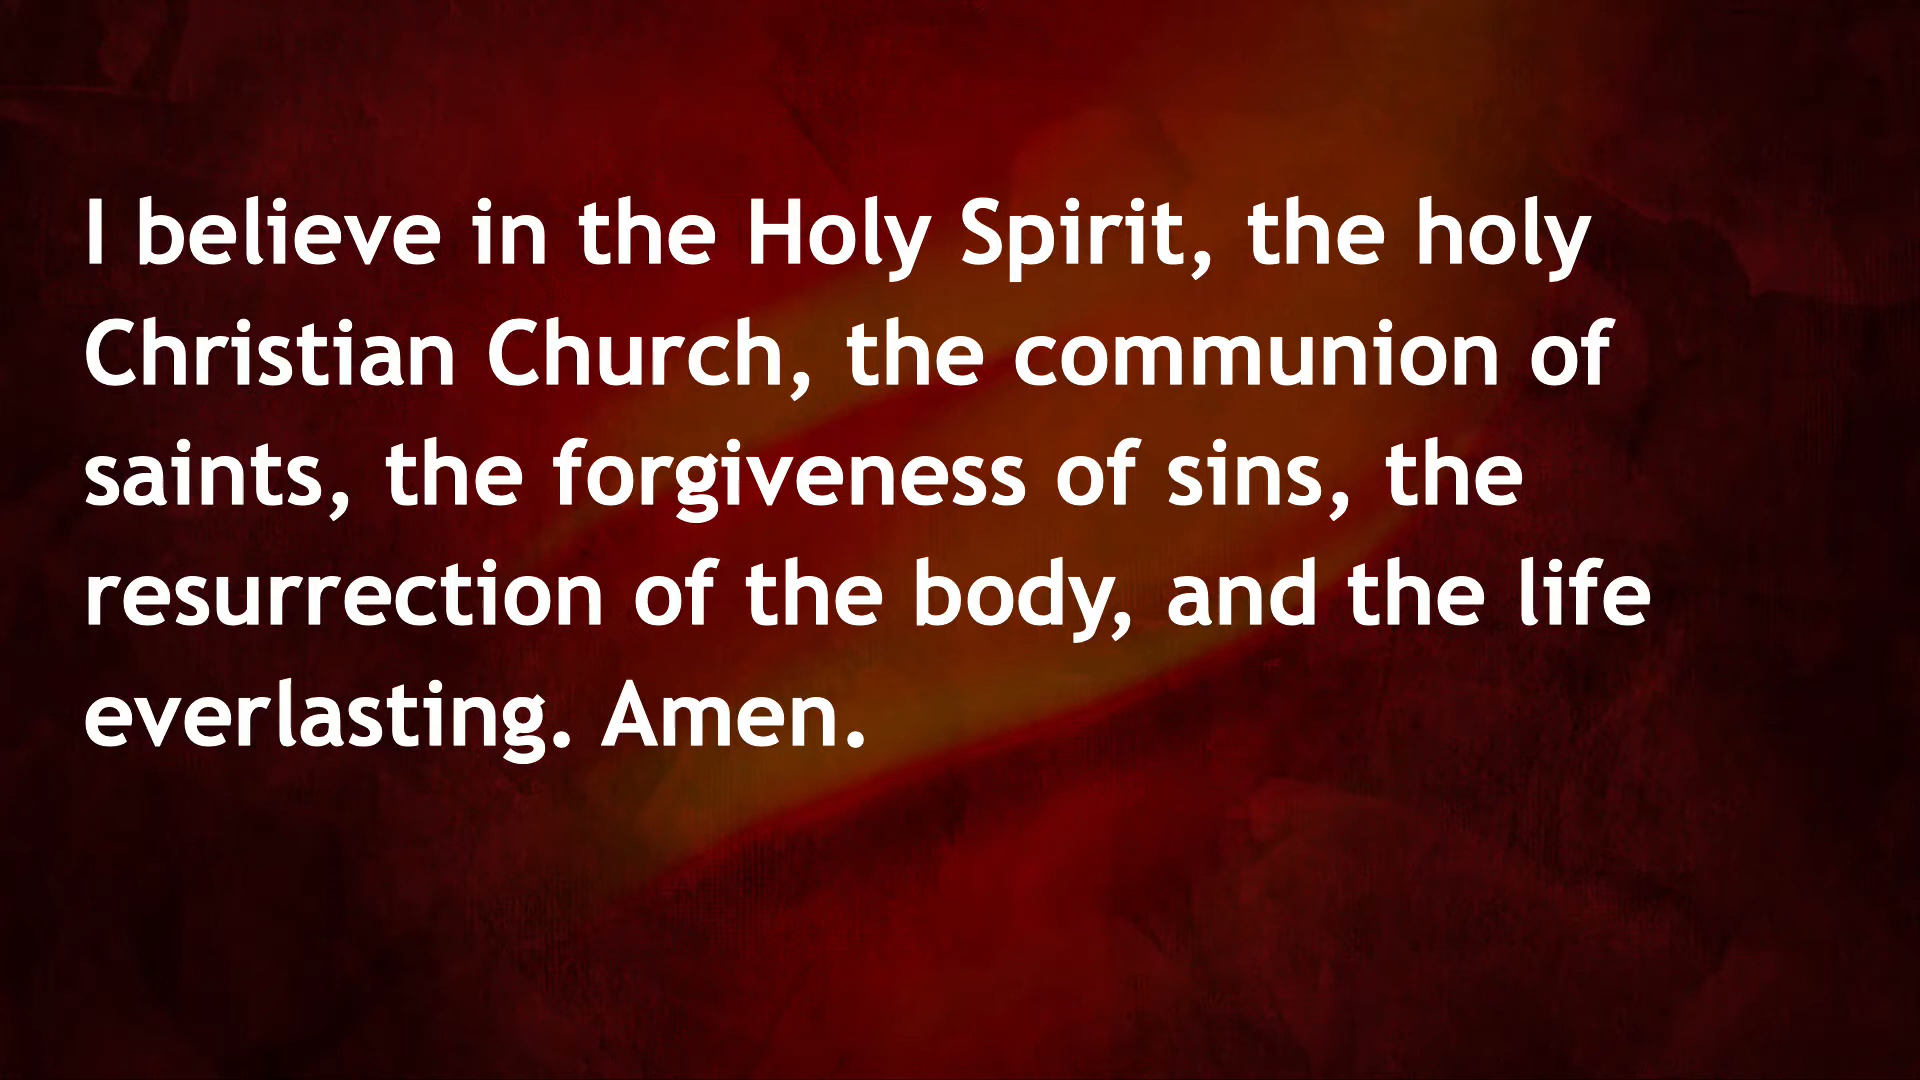 I believe in the Holy Spirit, the holy
Christian Church, the communion of
saints, the forgiveness of sins, the
resurrection of the body, and the life
everlasting. Amen.